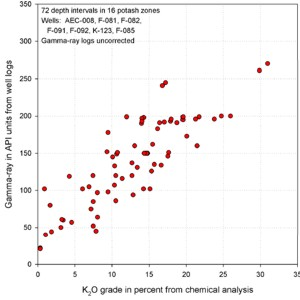 350
72 depth intervals in 16 potash zones
Wells: AEC-008, F-081, F-082,
F-091, F-092, K-123, F-085
Gamma-ray logs uncorrected
300
250
200
150
100
50
0
Gamma-ray in API units from well logs
0 5 10 15 20 25 30 35
K2O grade in percent from chemical analysis